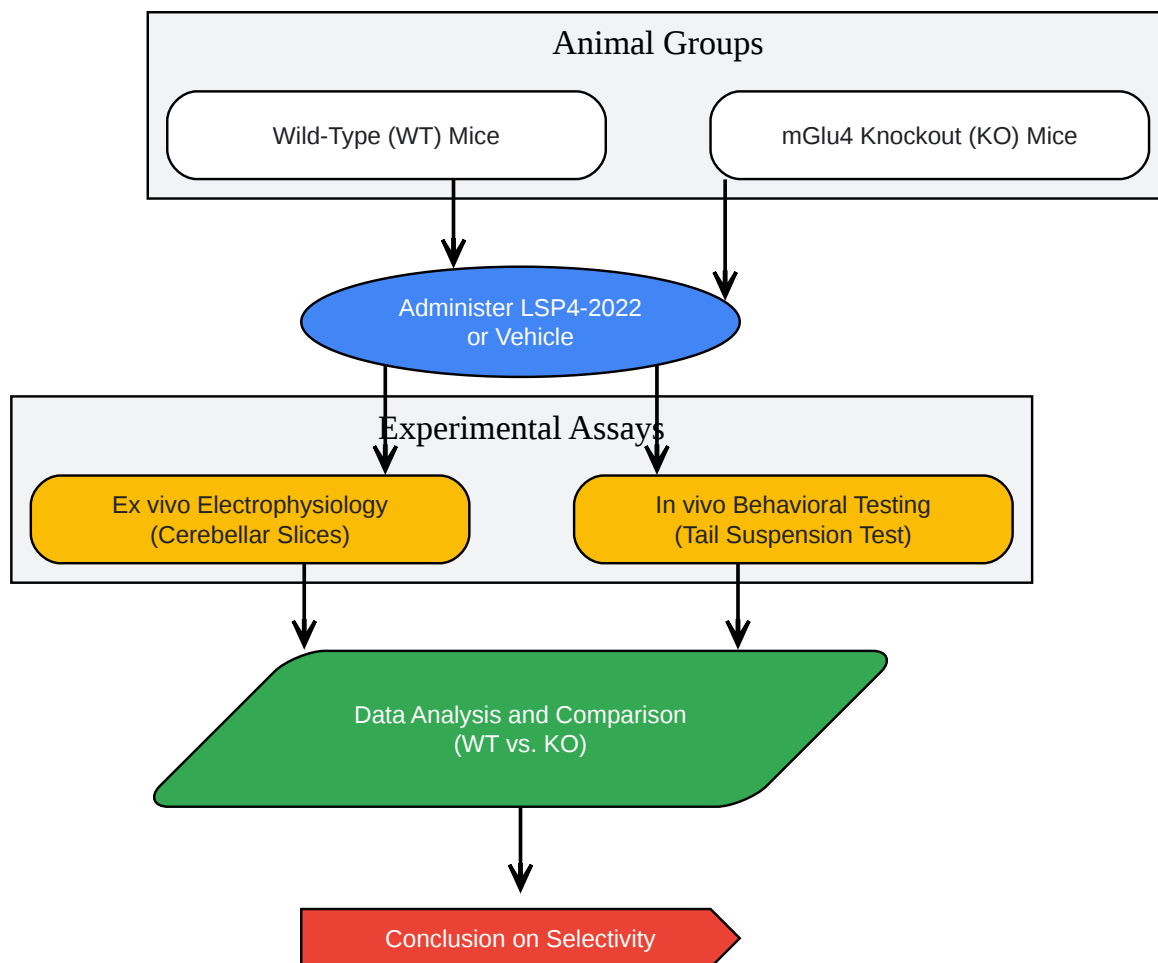 Animal Groups
Wild-Type (WT) Mice
mGlu4 Knockout (KO) Mice
Administer LSP4-2022
or Vehicle
Experimental Assays
Ex vivo Electrophysiology
(Cerebellar Slices)
In vivo Behavioral Testing
(Tail Suspension Test)
Data Analysis and Comparison
(WT vs. KO)
Conclusion on Selectivity